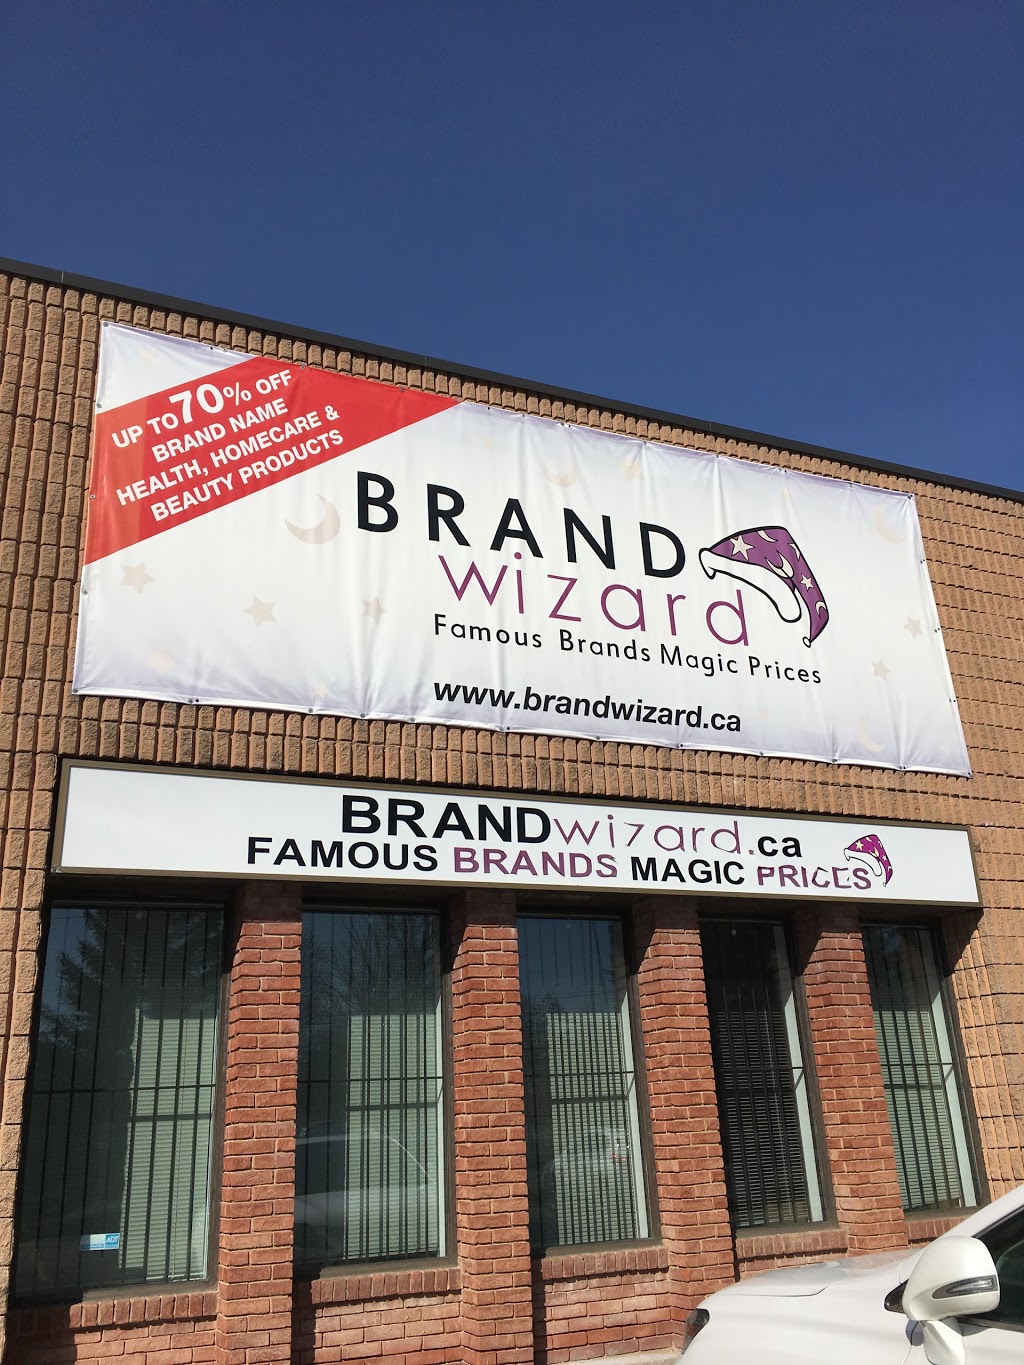 UP TO 70% OFF
BRAND NAME
HEALTH, HOMECARE &
BEAUTY PRODUCTS
BRAND
wizard
Famous Brands Magic Prices
www.brandwizard.ca
BRANDwizard.ca
FAMOUS BRANDS MAGIC PRICES
ADT